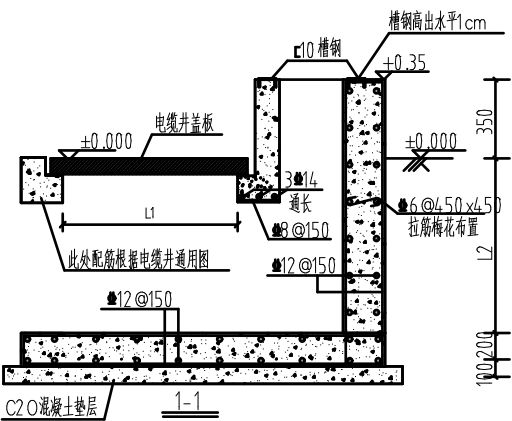 槽钢高出水平1cm
⊏10槽钢
+0.35
电缆井盖板
±0.000
±0.000
350
3⌽14
通长
⌽6@450x450
拉筋梅花布置
L1
⌽8@150
L2
此处配筋根据电缆井通用图
⌽12@150
⌽12@150
200
100
C20混凝土垫层
1-1